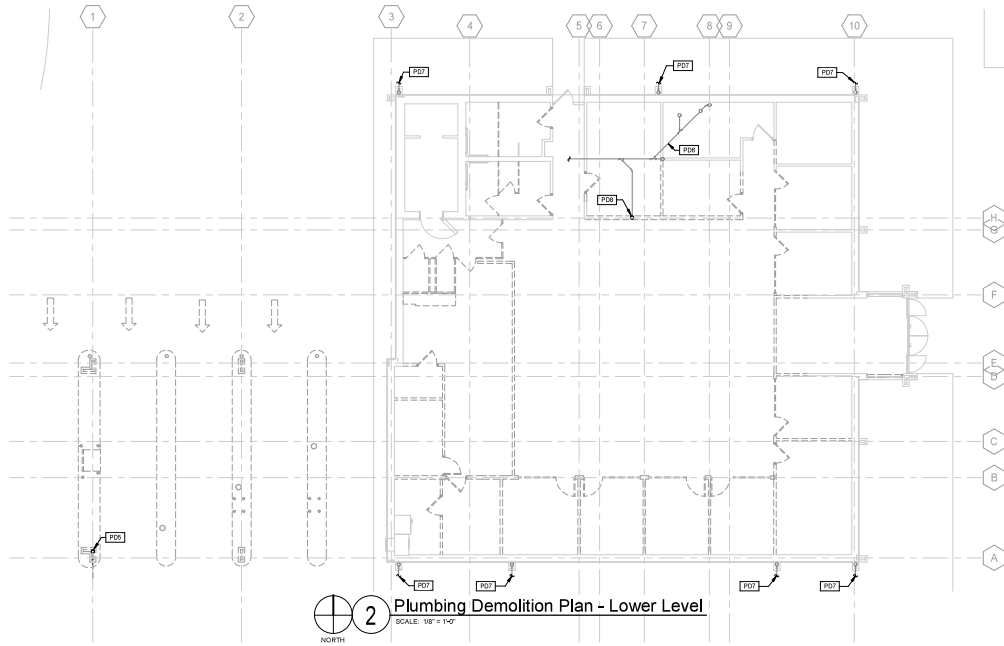 1 2 3 4 5 6 7 8 9 10
PD7 PD7 PD7
PD6
PD8
H
G
F
E
D
C
B
PD5
A
PD7 PD7 PD7 PD7
2 Plumbing Demolition Plan - Lower Level
SCALE: 1/8" = 1'-0"
NORTH